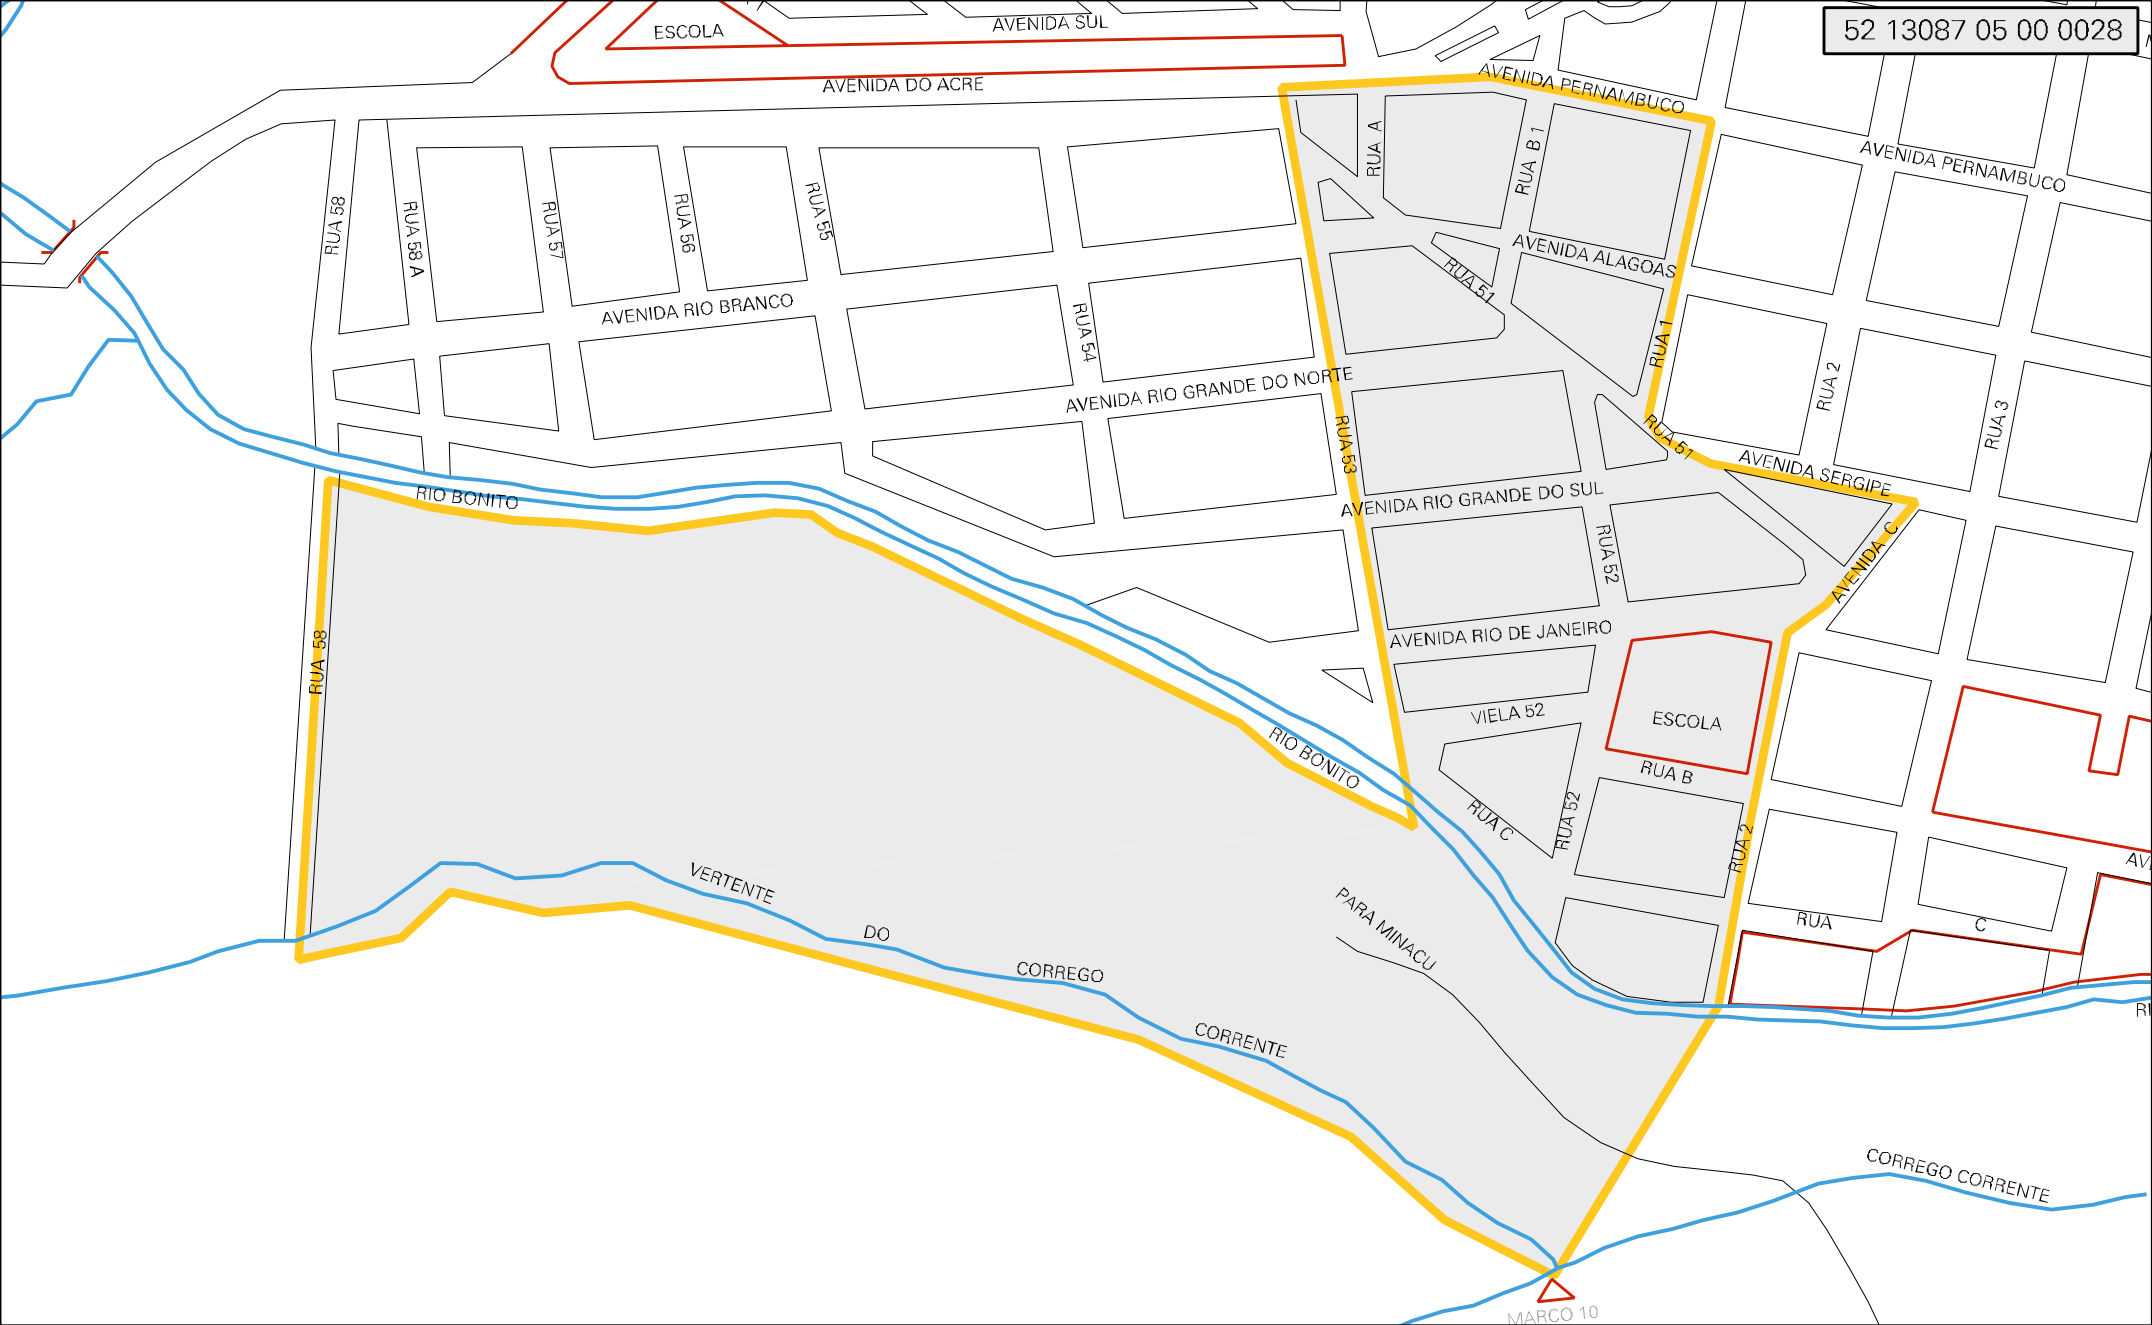 ESCOLA
AVENIDA SUL
52 13087 05 00 0028
AVENIDA DO ACRE
AVENIDA PERNAMBUCO
AVENIDA PERNAMBUCO
RUA A
RUA B 1
RUA 58
RUA 58 A
RUA 57
RUA 56
RUA 55
AVENIDA ALAGOAS
RUA 51
AVENIDA RIO BRANCO
RUA 54
RUA 1
RUA 2
RUA 3
AVENIDA RIO GRANDE DO NORTE
RUA 53
RUA 51
AVENIDA SERGIPE
RIO BONITO
AVENIDA RIO GRANDE DO SUL
RUA 52
AVENIDA C
AVENIDA RIO DE JANEIRO
RUA 58
VIELA 52
ESCOLA
RIO BONITO
RUA B
RUA C
RUA 52
RUA 2
AV
VERTENTE
DO
CORREGO
CORRENTE
PARA MINACU
RUA
C
CORREGO CORRENTE
MARCO 10